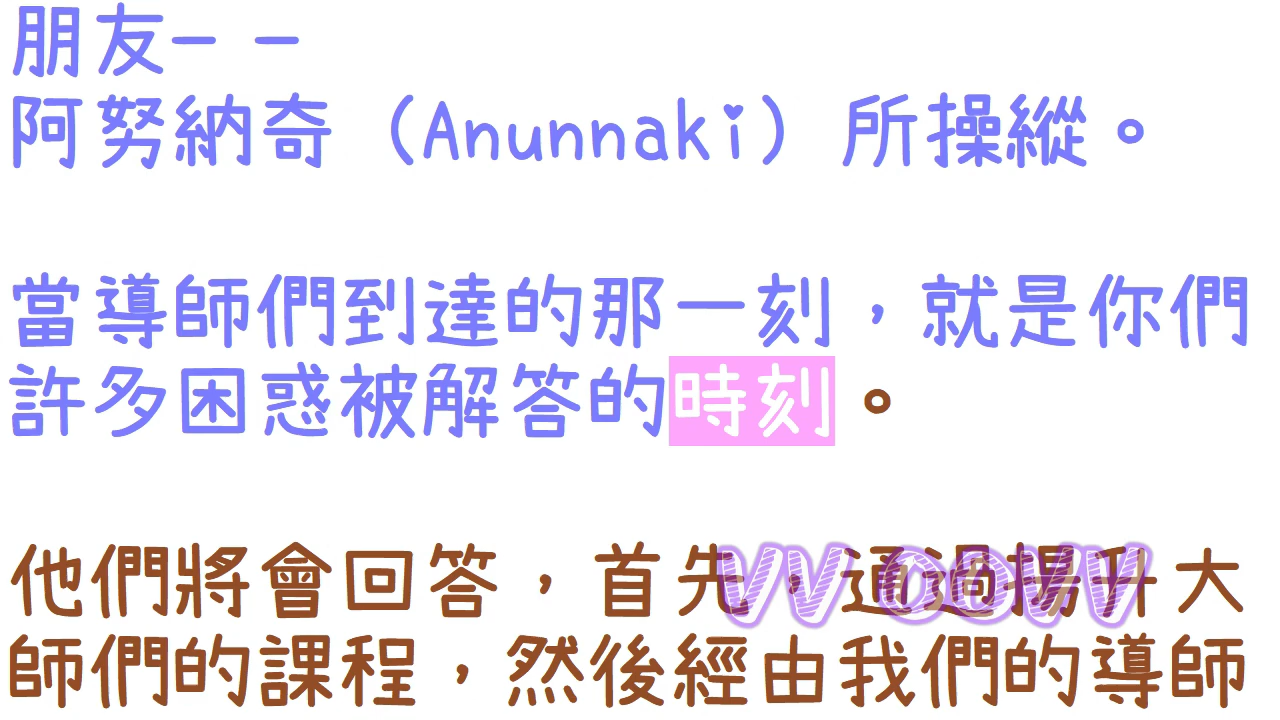 朋友－－
阿努納奇（Anunnaki）所操縱。
當導師們到達的那一刻，就是你們
許多困惑被解答的時刻。
他們將會回答，首先，通過揚升大
師們的課程，然後經由我們的導師